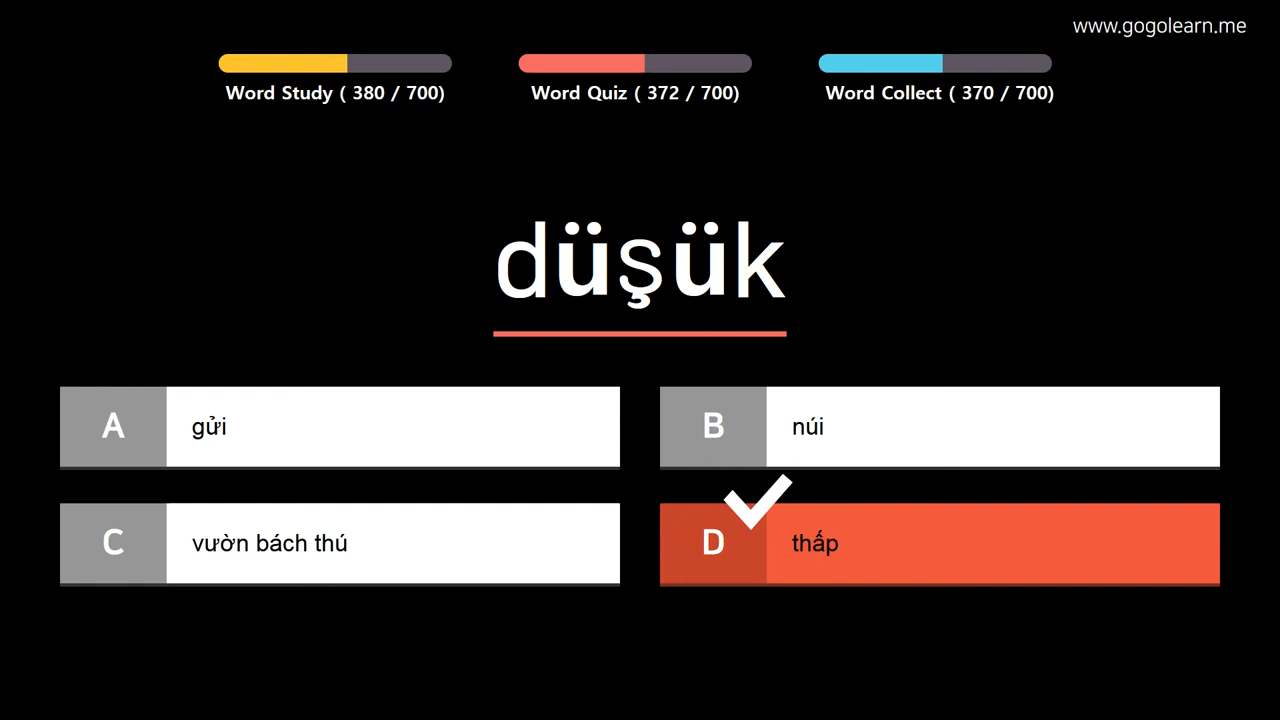 www.gogolearn.me
Word Study ( 380 / 700)
Word Quiz ( 372 / 700)
Word Collect ( 370 / 700)
düşük
A
gửi
B
núi
C
vườn bách thú
D
thấp